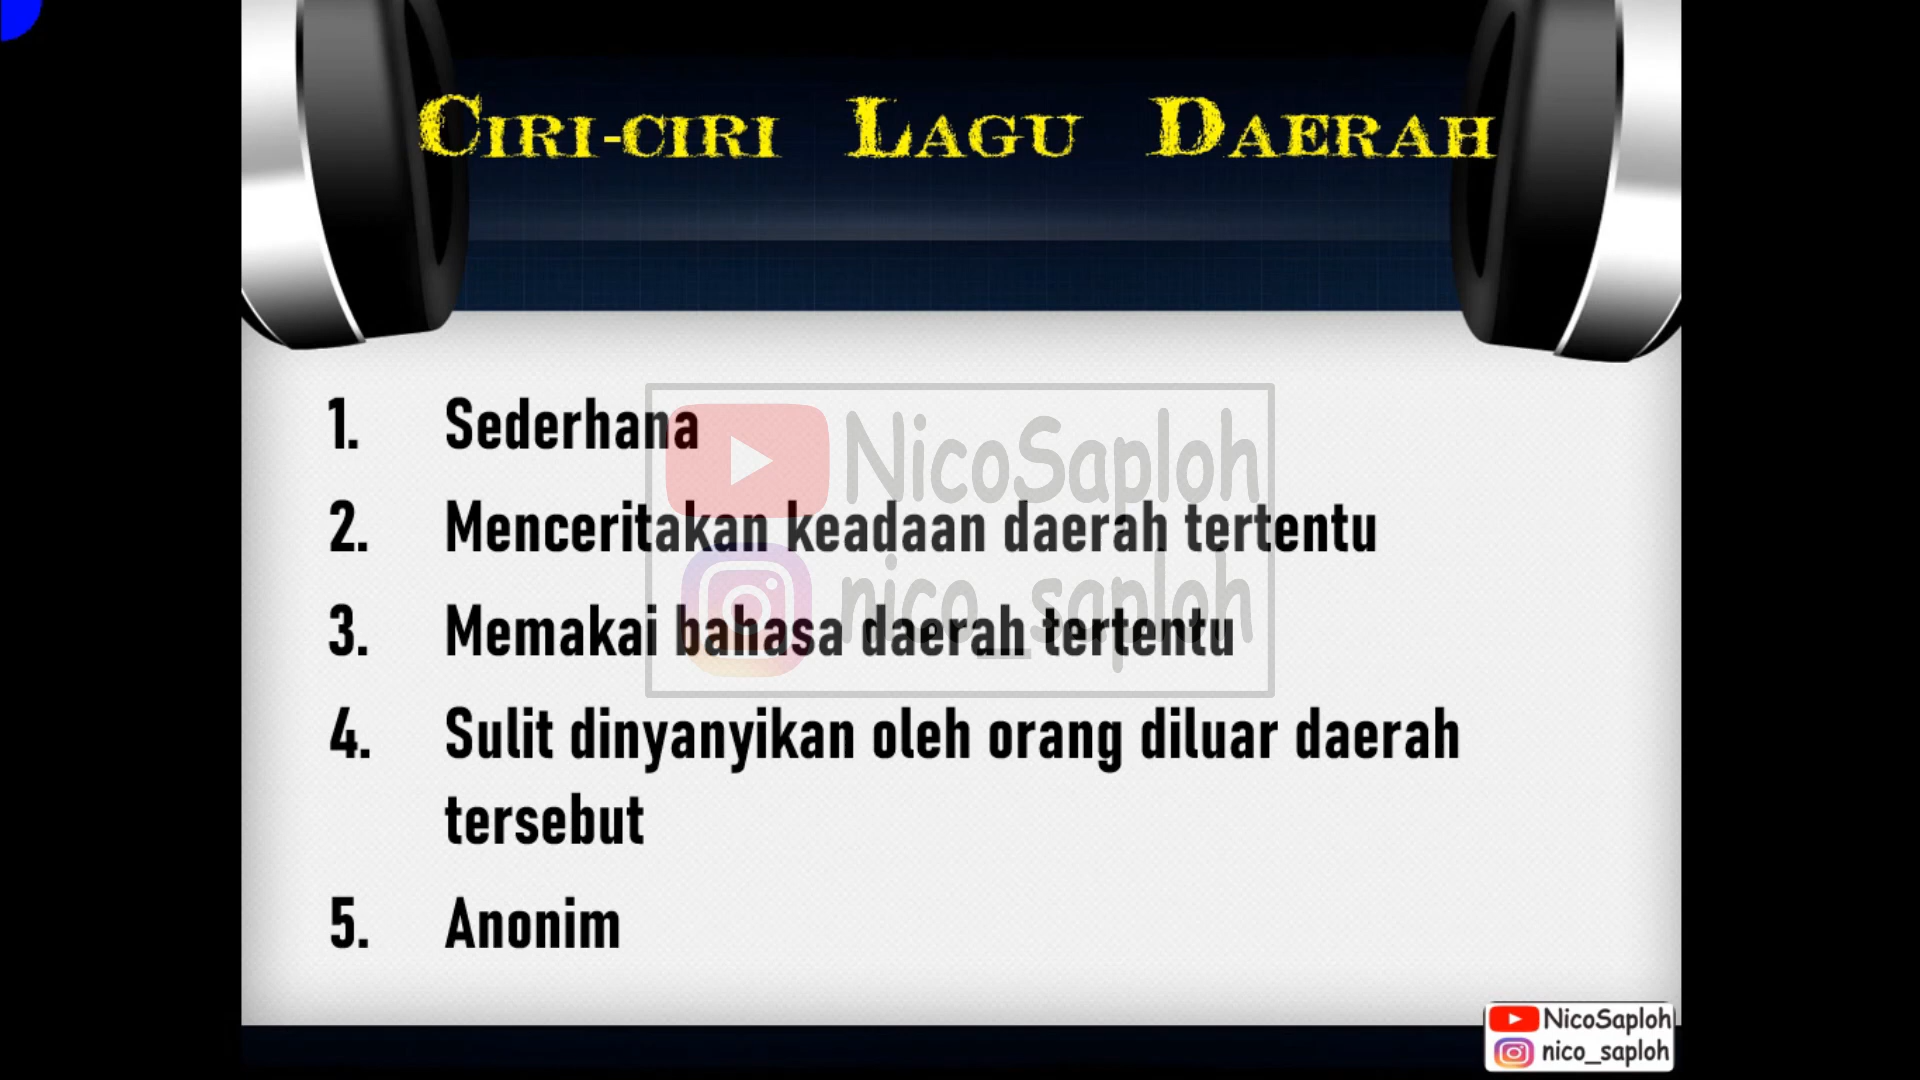 Ciri-ciri Lagu Daerah
1. Sederhana
2. Menceritakan keadaan daerah tertentu
3. Memakai bahasa daerah tertentu
4. Sulit dinyanyikan oleh orang diluar daerah
tersebut
5. Anonim
NicoSaploh
nico_saploh
NicoSaploh
nico_saploh